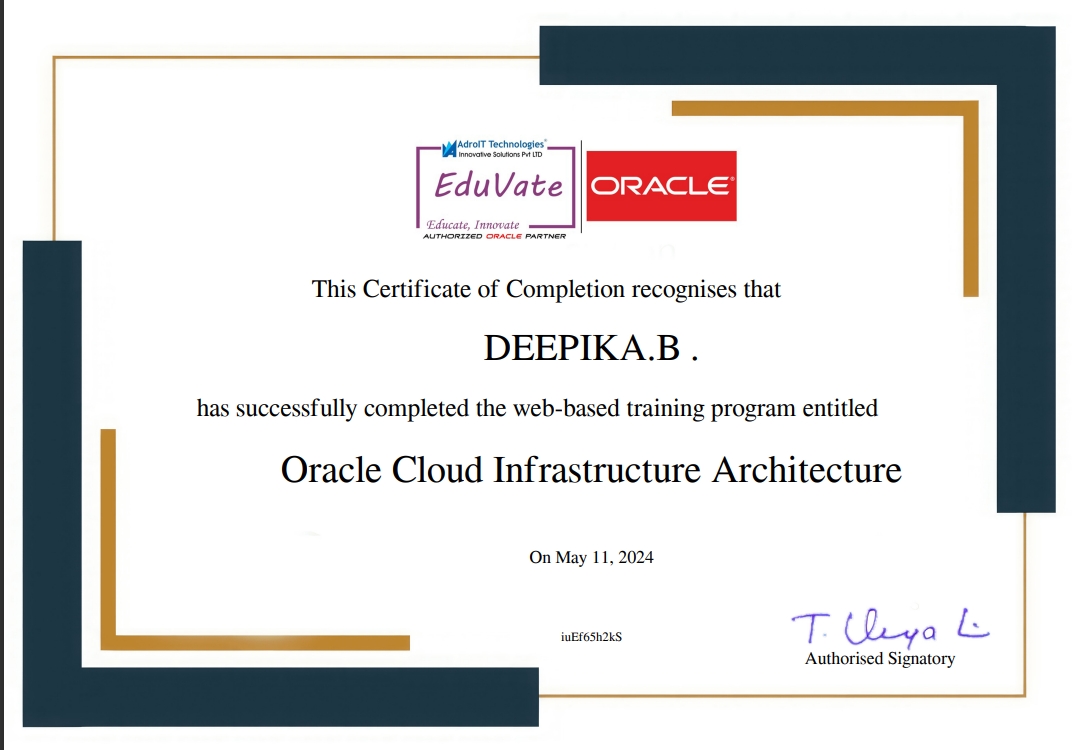 AdroIT Technologies
Innovative Solutions Pvt LTD
EduVate
Educate, Innovate
AUTHORIZED ORACLE PARTNER
ORACLE®
This Certificate of Completion recognises that
DEEPIKA.B .
has successfully completed the web-based training program entitled
Oracle Cloud Infrastructure Architecture
On May 11, 2024
iuEf65h2kS
Authorised Signatory